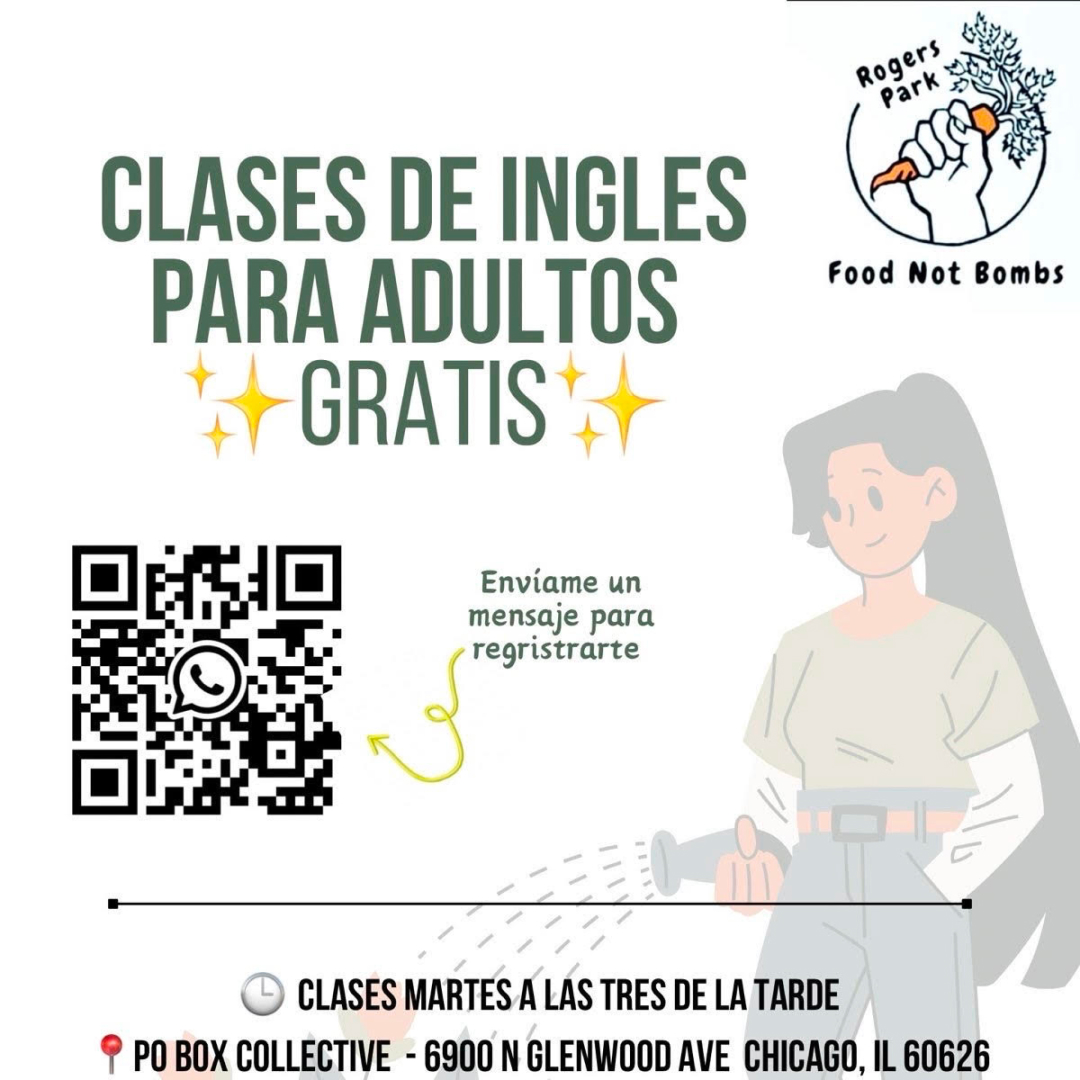 Rogers
Park
Food Not Bombs
CLASES DE INGLES
PARA ADULTOS
✨GRATIS✨
Envíame un
mensaje para
regristrarte
🕒 CLASES MARTES A LAS TRES DE LA TARDE
📍PO BOX COLLECTIVE - 6900 N GLENWOOD AVE CHICAGO, IL 60626